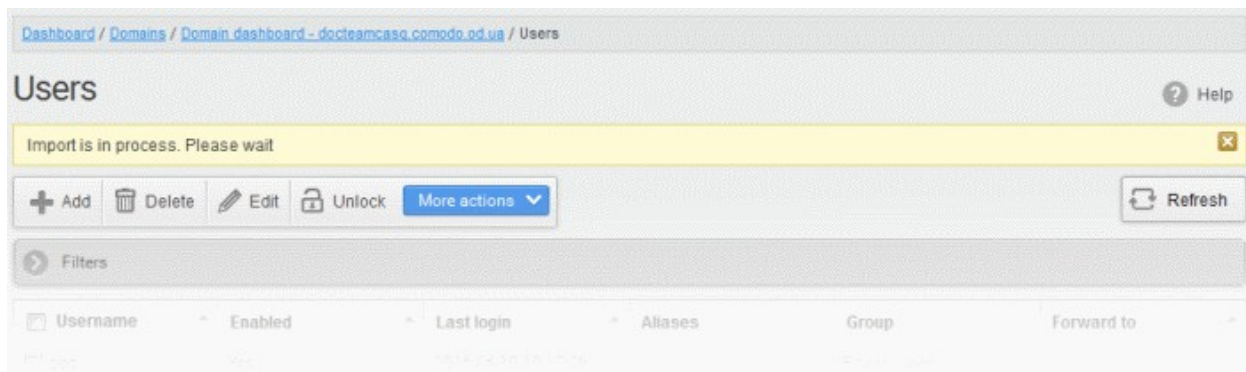 Dashboard / Domains / Domain dashboard - docteamcasg.comodo.od.ua / Users
Users
Help
Import is in process. Please wait
Add Delete Edit Unlock More actions Refresh
Filters
Username Enabled Last login Aliases Group Forward to